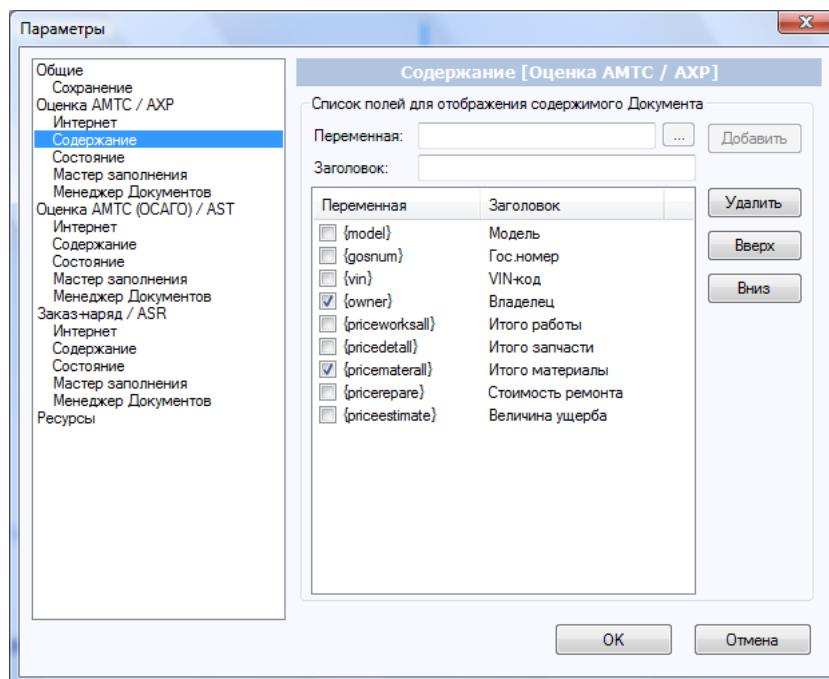 Параметры
Общие
Сохранение
Оценка АМТС / АХР
Интернет
Содержание
Состояние
Мастер заполнения
Менеджер Документов
Оценка АМТС (ОСАГО) / AST
Интернет
Содержание
Состояние
Мастер заполнения
Менеджер Документов
Заказ-наряд / ASR
Интернет
Содержание
Состояние
Мастер заполнения
Менеджер Документов
Ресурсы
Содержание [Оценка АМТС / АХР]
Список полей для отображения содержимого Документа
Переменная: ... Добавить
Заголовок:
Переменная Заголовок
{model} Модель
{gosnum} Гос.номер
{vin} VIN-код
{owner} Владелец
{priceworksall} Итого работы
{pricedetall} Итого запчасти
{pricematerall} Итого материалы
{pricerepare} Стоимость ремонта
{priceestimate} Величина ущерба
Удалить
Вверх
Вниз
OK Отмена